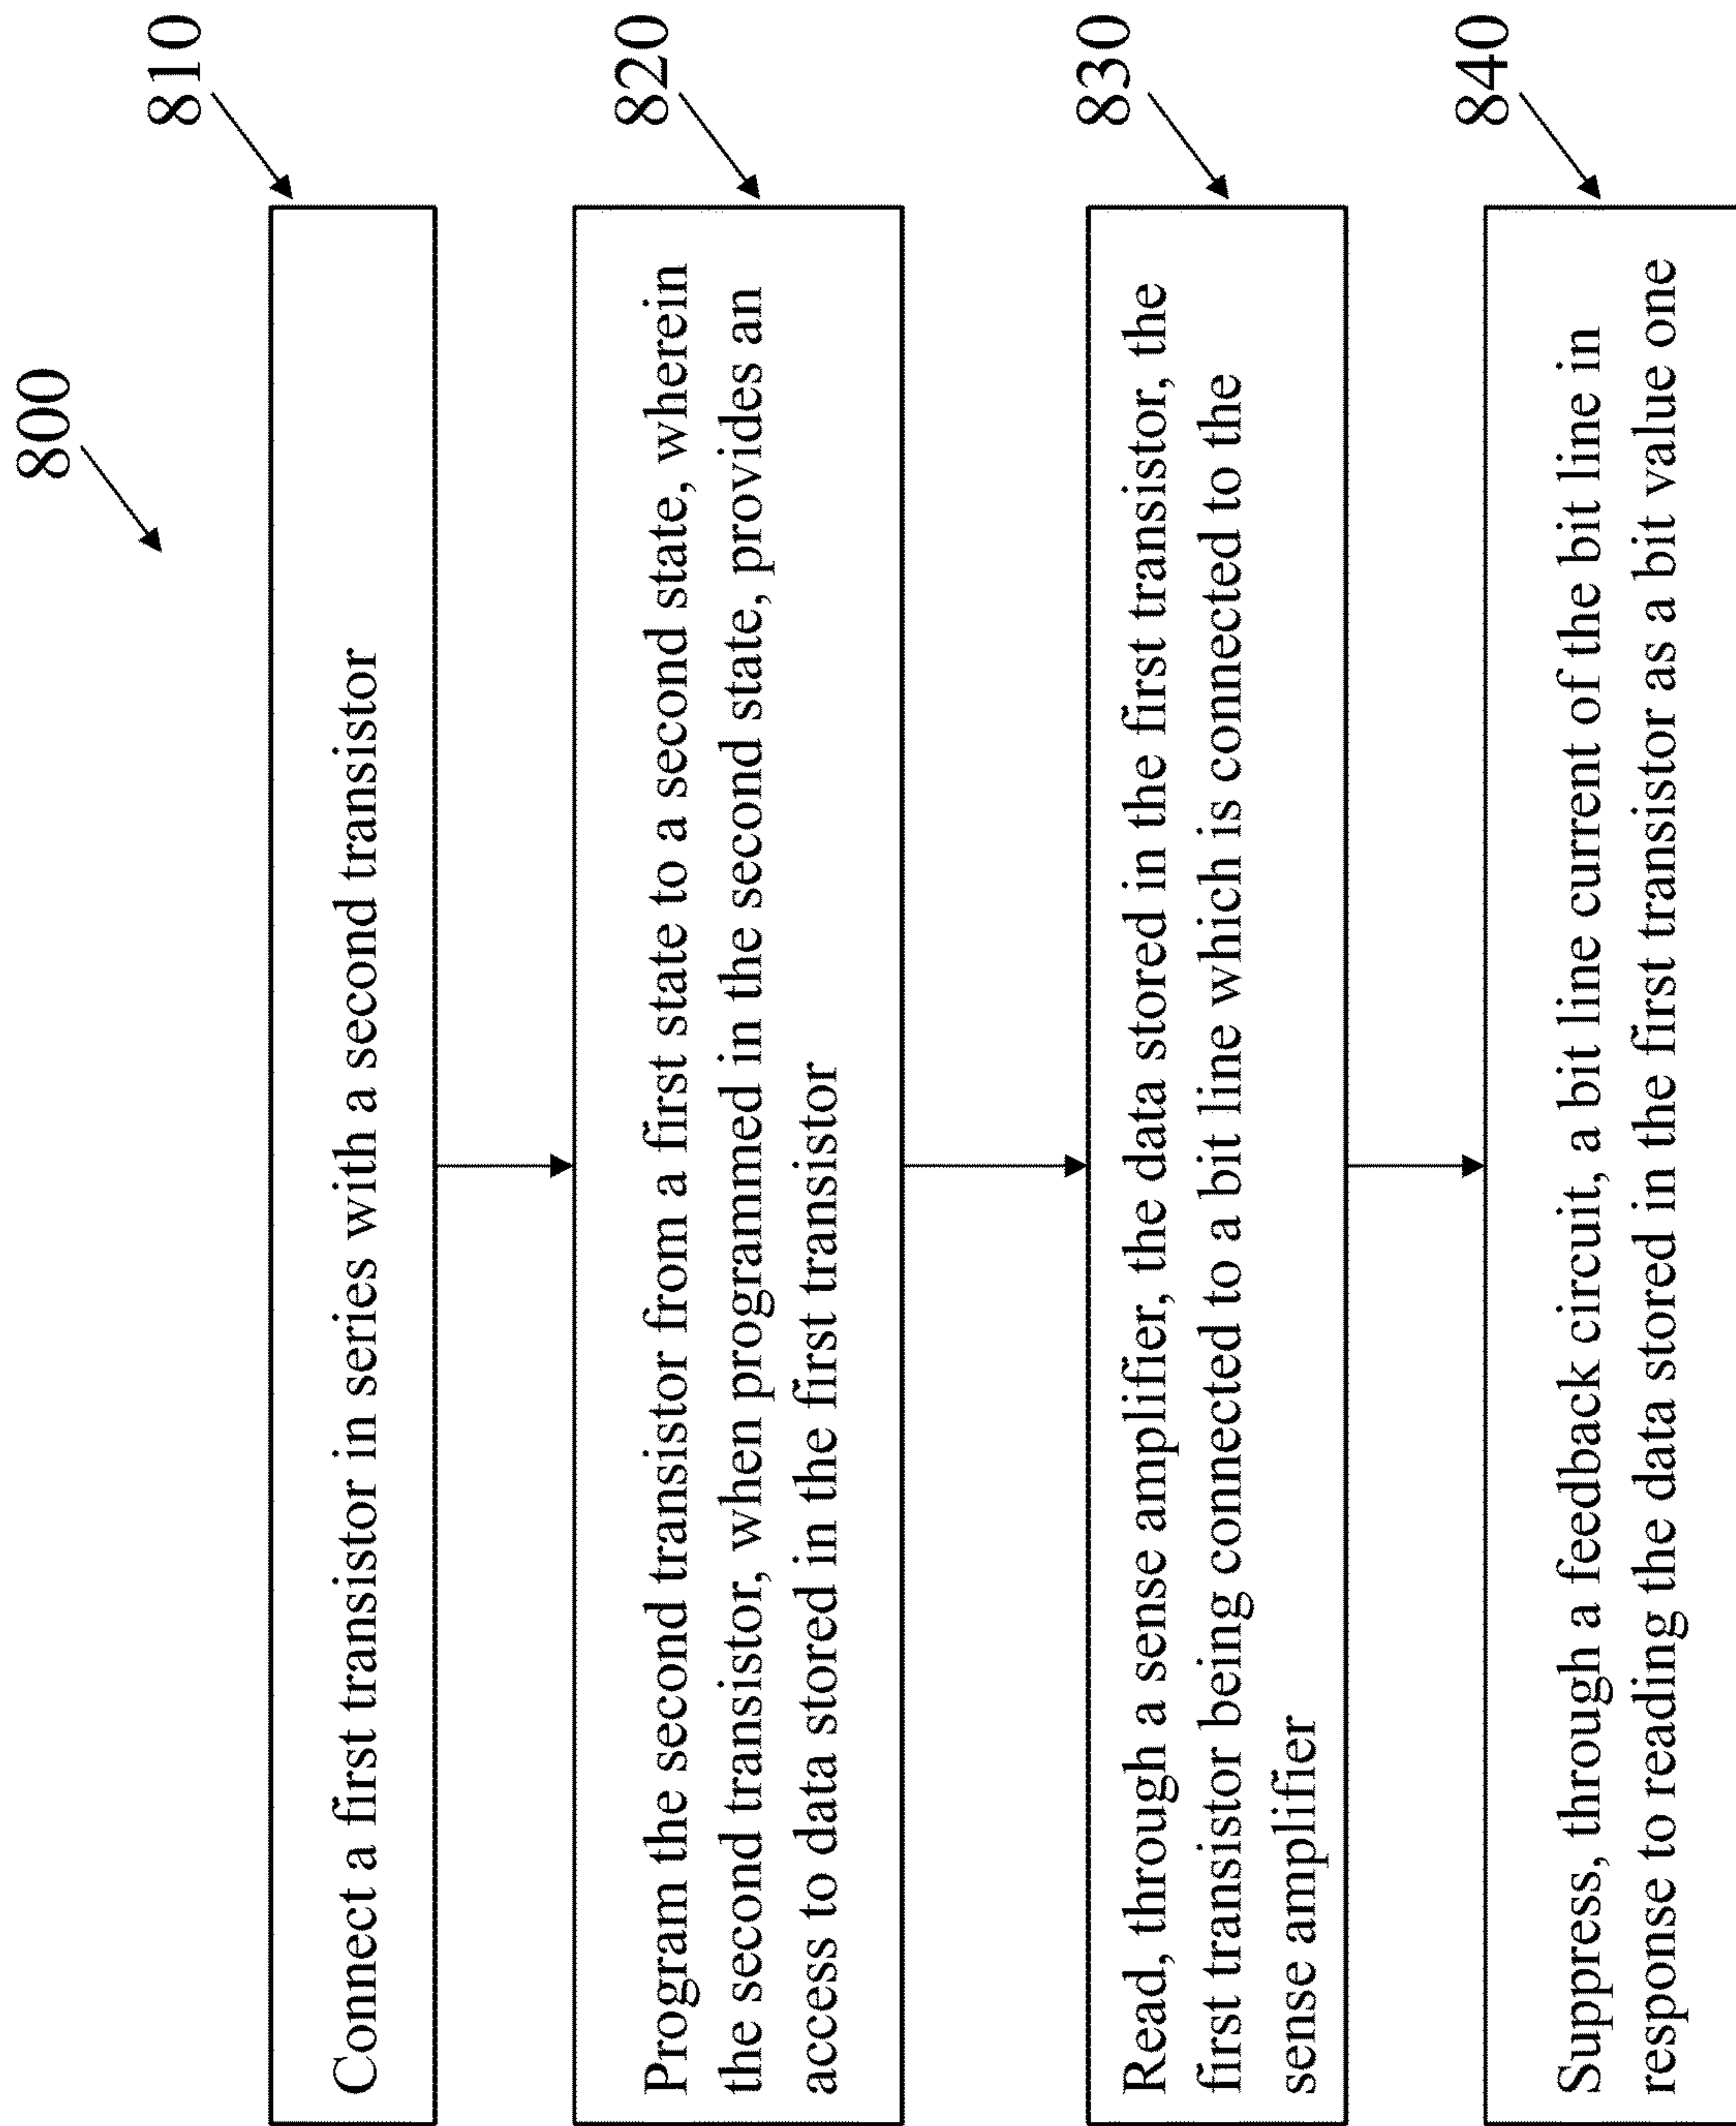 800
810
Connect a first transistor in series with a second transistor
820
Program the second transistor from a first state to a second state, wherein
the second transistor, when programmed in the second state, provides an
access to data stored in the first transistor
830
Read, through a sense amplifier, the data stored in the first transistor, the
first transistor being connected to a bit line which is connected to the
sense amplifier
840
Suppress, through a feedback circuit, a bit line current of the bit line in
response to reading the data stored in the first transistor as a bit value one